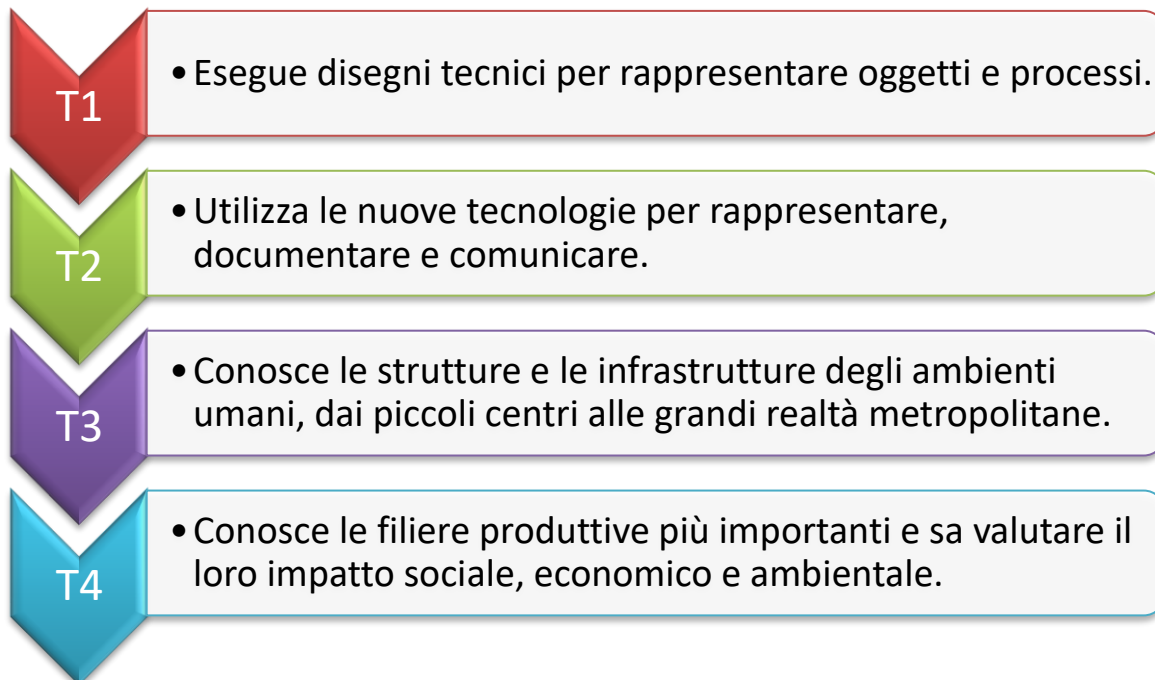 T1
• Esegue disegni tecnici per rappresentare oggetti e processi.
T2
• Utilizza le nuove tecnologie per rappresentare,
documentare e comunicare.
T3
• Conosce le strutture e le infrastrutture degli ambienti
umani, dai piccoli centri alle grandi realtà metropolitane.
T4
• Conosce le filiere produttive più importanti e sa valutare il
loro impatto sociale, economico e ambientale.